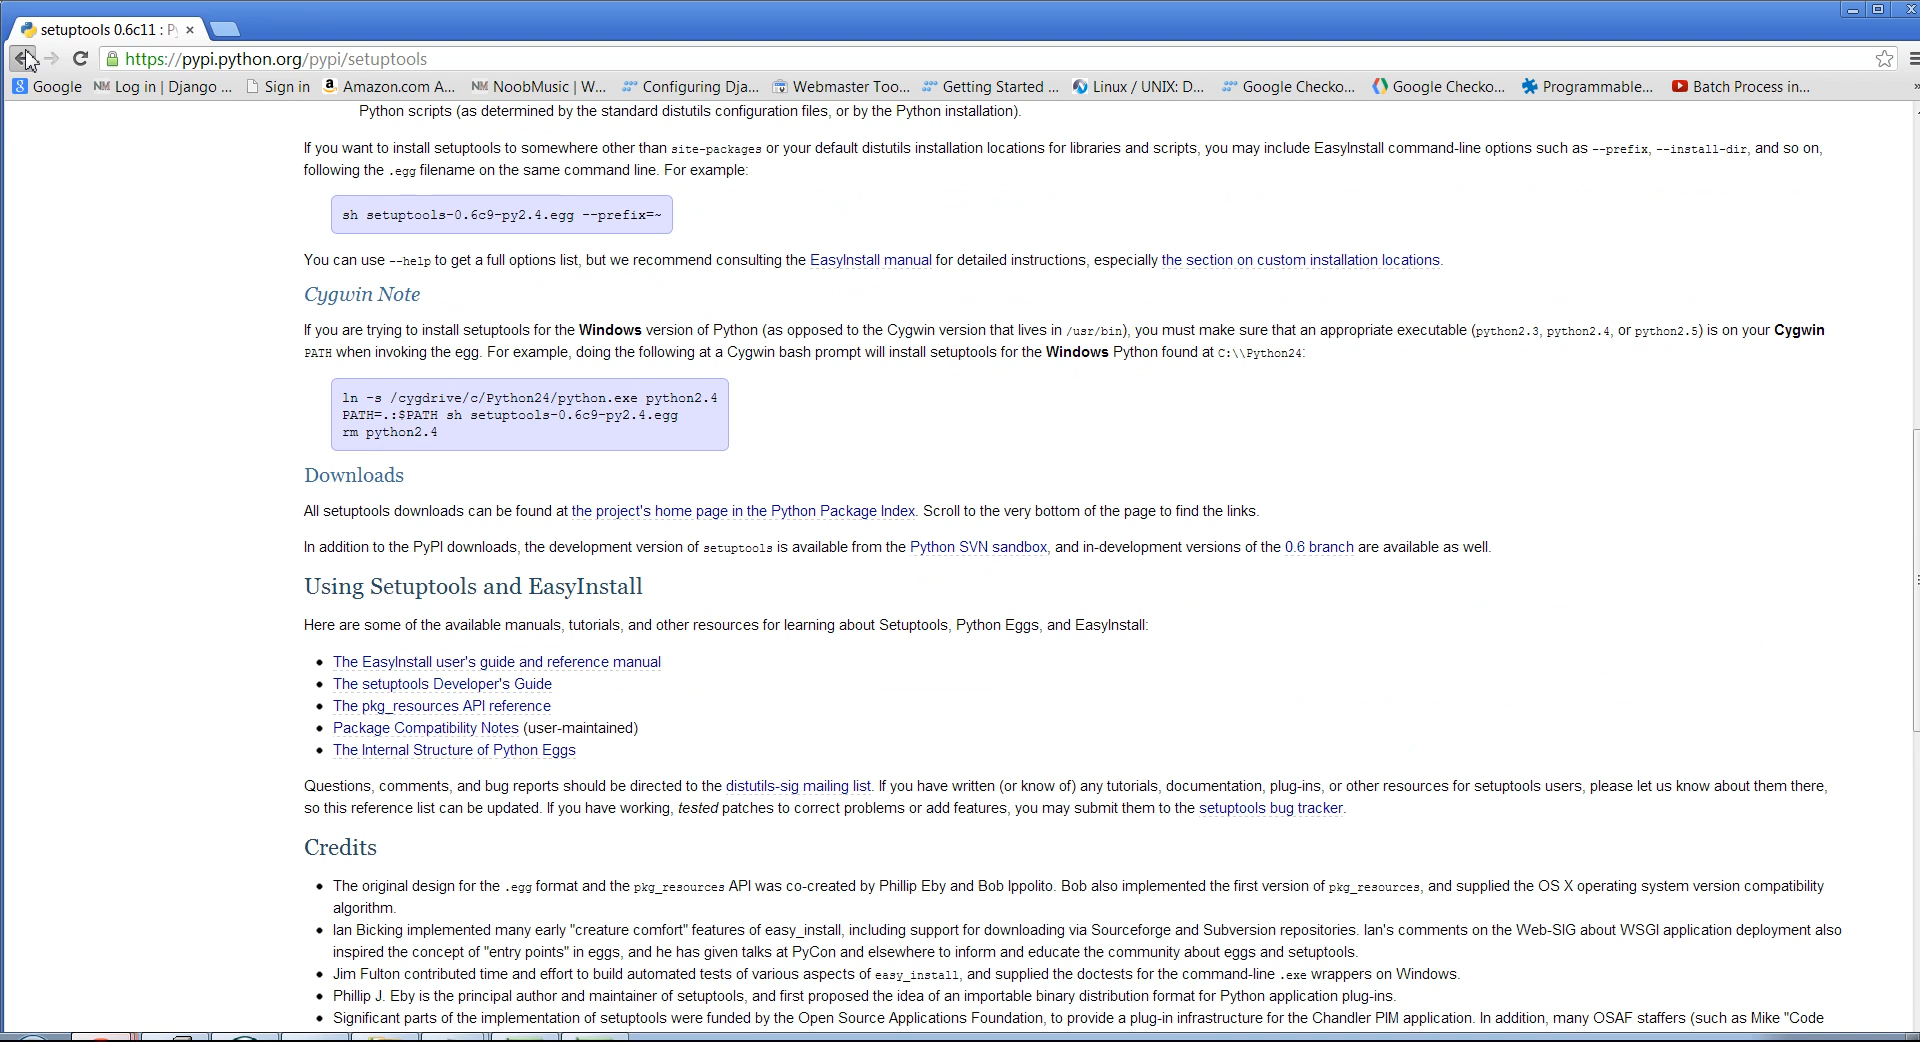 setuptools 0.6c11 : P
https://pypi.python.org/pypi/setuptools
Google Log in | Django ... Sign in Amazon.com A... NoobMusic | W... Configuring Dja... Webmaster Too... Getting Started ... Linux / UNIX: D... Google Checko... Google Checko... Programmable... Batch Process in... »
Python scripts (as determined by the standard distutils configuration files, or by the Python installation).
If you want to install setuptools to somewhere other than site-packages or your default distutils installation locations for libraries and scripts, you may include EasyInstall command-line options such as --prefix, --install-dir, and so on,
following the .egg filename on the same command line. For example:
sh setuptools-0.6c9-py2.4.egg --prefix=~
You can use --help to get a full options list, but we recommend consulting the EasyInstall manual for detailed instructions, especially the section on custom installation locations.
Cygwin Note
If you are trying to install setuptools for the Windows version of Python (as opposed to the Cygwin version that lives in /usr/bin), you must make sure that an appropriate executable (python2.3, python2.4, or python2.5) is on your Cygwin
PATH when invoking the egg. For example, doing the following at a Cygwin bash prompt will install setuptools for the Windows Python found at C:\\Python24:
ln -s /cygdrive/c/Python24/python.exe python2.4
PATH=.:$PATH sh setuptools-0.6c9-py2.4.egg
rm python2.4
Downloads
All setuptools downloads can be found at the project's home page in the Python Package Index. Scroll to the very bottom of the page to find the links.
In addition to the PyPI downloads, the development version of setuptools is available from the Python SVN sandbox, and in-development versions of the 0.6 branch are available as well.
Using Setuptools and EasyInstall
Here are some of the available manuals, tutorials, and other resources for learning about Setuptools, Python Eggs, and EasyInstall:
• The EasyInstall user's guide and reference manual
• The setuptools Developer's Guide
• The pkg_resources API reference
• Package Compatibility Notes (user-maintained)
• The Internal Structure of Python Eggs
Questions, comments, and bug reports should be directed to the distutils-sig mailing list. If you have written (or know of) any tutorials, documentation, plug-ins, or other resources for setuptools users, please let us know about them there,
so this reference list can be updated. If you have working, tested patches to correct problems or add features, you may submit them to the setuptools bug tracker.
Credits
• The original design for the .egg format and the pkg_resources API was co-created by Phillip Eby and Bob Ippolito. Bob also implemented the first version of pkg_resources, and supplied the OS X operating system version compatibility
algorithm.
• Ian Bicking implemented many early "creature comfort" features of easy_install, including support for downloading via Sourceforge and Subversion repositories. Ian's comments on the Web-SIG about WSGI application deployment also
inspired the concept of "entry points" in eggs, and he has given talks at PyCon and elsewhere to inform and educate the community about eggs and setuptools.
• Jim Fulton contributed time and effort to build automated tests of various aspects of easy_install, and supplied the doctests for the command-line .exe wrappers on Windows.
• Phillip J. Eby is the principal author and maintainer of setuptools, and first proposed the idea of an importable binary distribution format for Python application plug-ins.
• Significant parts of the implementation of setuptools were funded by the Open Source Applications Foundation, to provide a plug-in infrastructure for the Chandler PIM application. In addition, many OSAF staffers (such as Mike "Code